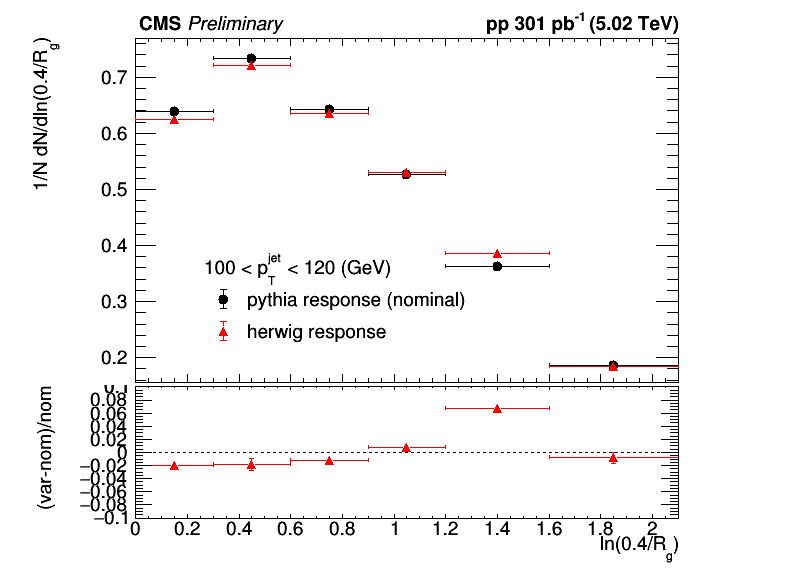 CMS Preliminary
pp 301 pb⁻¹ (5.02 TeV)
1/N dN/dln(0.4/R_g)
0.7
0.6
0.5
0.4
0.3
0.2
100 < p_T^jet < 120 (GeV)
pythia response (nominal)
herwig response
(var-nom)/nom
0.1
0.08
0.06
0.04
0.02
0
−0.02
−0.04
−0.06
−0.08
−0.1
0 0.2 0.4 0.6 0.8 1 1.2 1.4 1.6 1.8 2
ln(0.4/R_g)